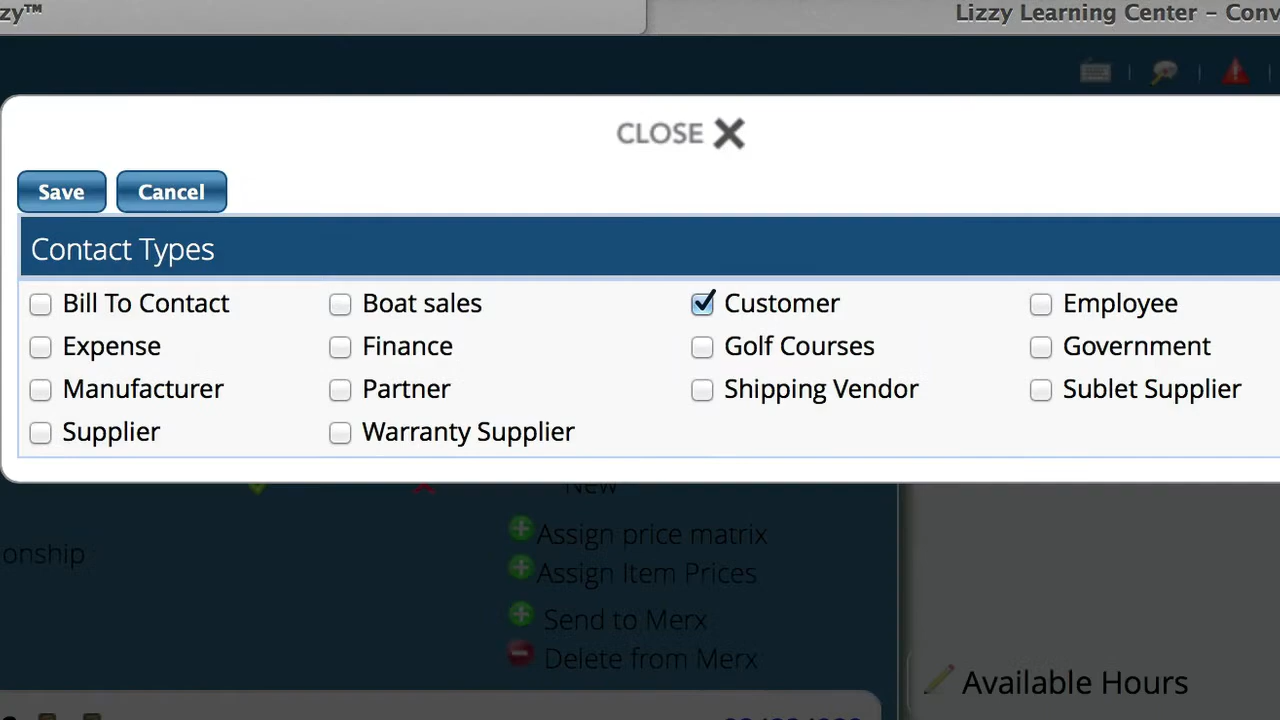 zy™
Lizzy Learning Center – Conv
CLOSE
Save Cancel
Contact Types
Bill To Contact Boat sales Customer Employee
Expense Finance Golf Courses Government
Manufacturer Partner Shipping Vendor Sublet Supplier
Supplier Warranty Supplier
New
Assign price matrix
onship
Assign Item Prices
Send to Merx
Delete from Merx
Available Hours